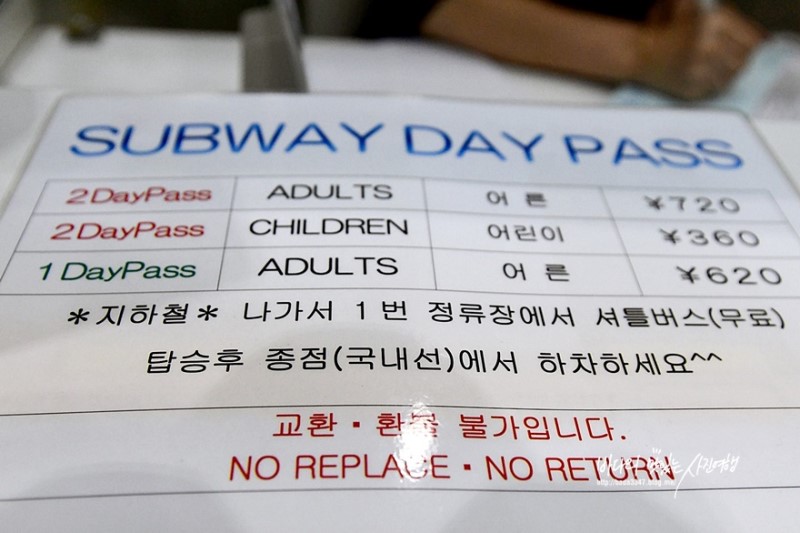 SUBWAY DAY PASS
2DayPass ADULTS 어 른 ¥720
2DayPass CHILDREN 어린이 ¥360
1DayPass ADULTS 어 른 ¥620
*지하철* 나가서 1 번 정류장에서 셔틀버스(무료)
탑승후 종점(국내선)에서 하차하세요^^
교환 · 환불 불가입니다.
NO REPLACE · NO RETURN